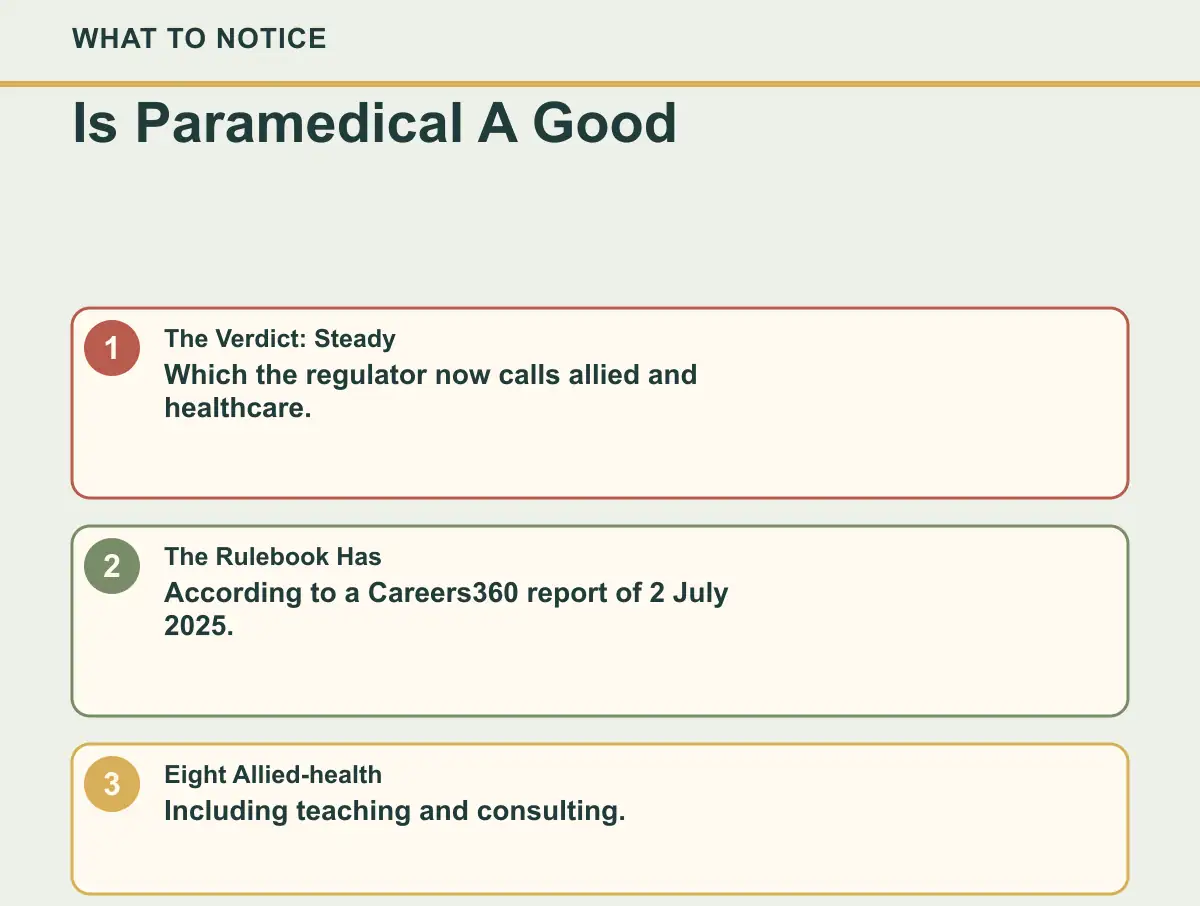 WHAT TO NOTICE
Is Paramedical A Good
1
The Verdict: Steady
Which the regulator now calls allied and
healthcare.
2
The Rulebook Has
According to a Careers360 report of 2 July
2025.
3
Eight Allied-health
Including teaching and consulting.